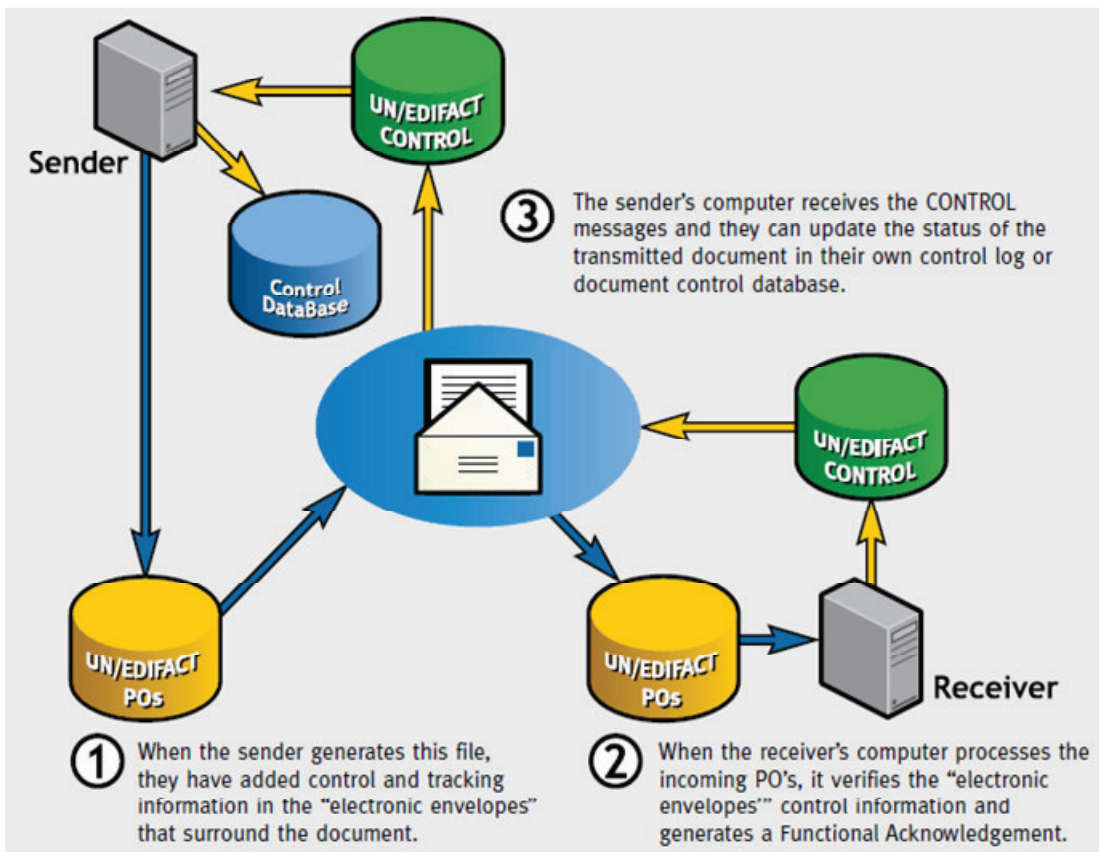 UN/EDIFACT
CONTROL
Sender
Control
DataBase
3
The sender's computer receives the CONTROL
messages and they can update the status of the
transmitted document in their own control log or
document control database.
UN/EDIFACT
CONTROL
UN/EDIFACT
POs
UN/EDIFACT
POs
Receiver
1
When the sender generates this file,
they have added control and tracking
information in the “electronic envelopes”
that surround the document.
2
When the receiver's computer processes the
incoming PO's, it verifies the “electronic
envelopes'” control information and
generates a Functional Acknowledgement.